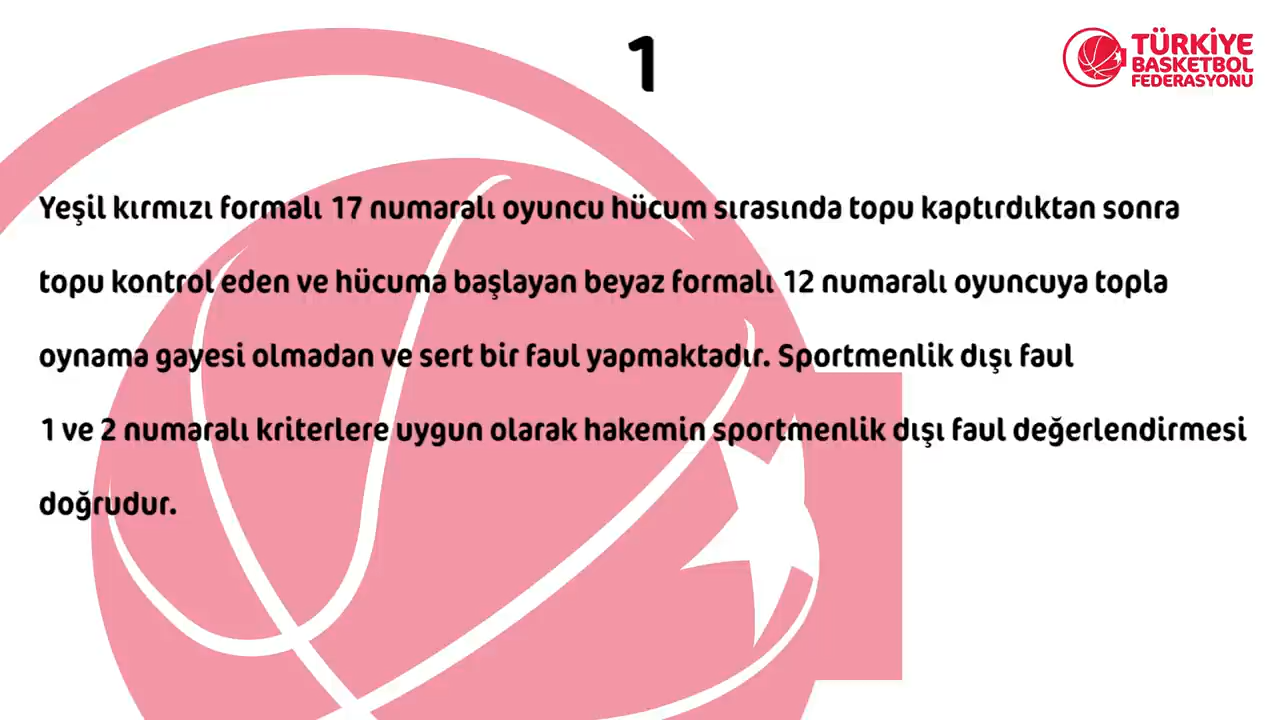 1
TÜRKİYE
BASKETBOL
FEDERASYONU
Yeşil kırmızı formalı 17 numaralı oyuncu hücum sırasında topu kaptırdıktan sonra
topu kontrol eden ve hücuma başlayan beyaz formalı 12 numaralı oyuncuya topla
oynama gayesi olmadan ve sert bir faul yapmaktadır. Sportmenlik dışı faul
1 ve 2 numaralı kriterlere uygun olarak hakemin sportmenlik dışı faul değerlendirmesi
doğrudur.